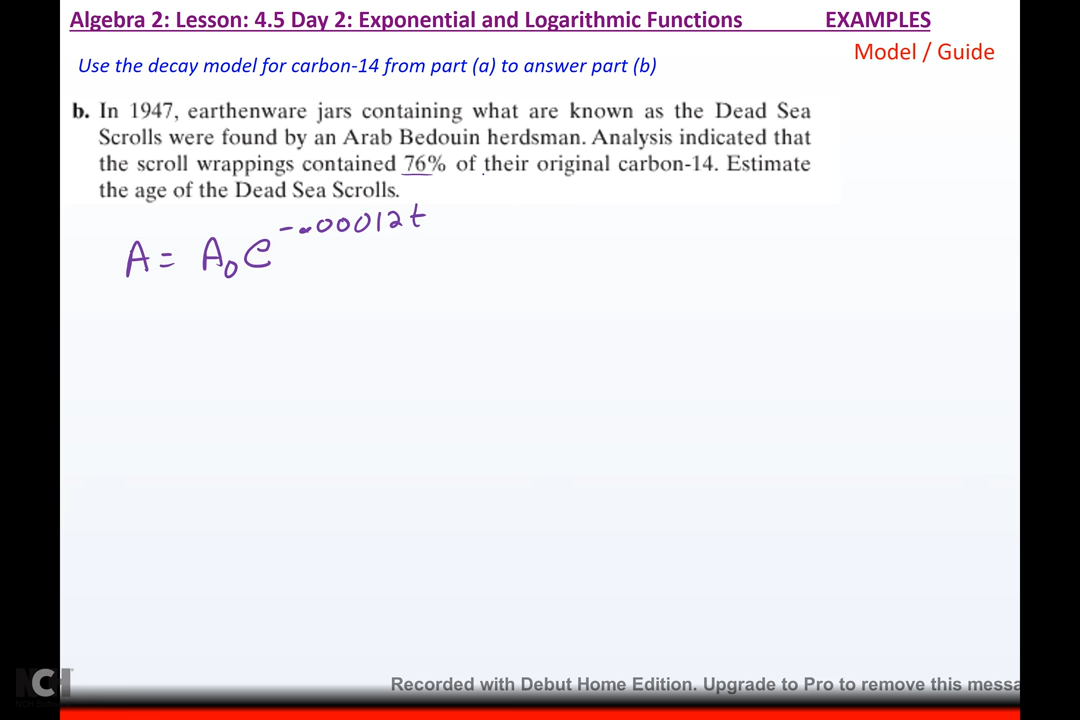 Algebra 2: Lesson: 4.5 Day 2: Exponential and Logarithmic Functions EXAMPLES
Model / Guide
Use the decay model for carbon-14 from part (a) to answer part (b)
b. In 1947, earthenware jars containing what are known as the Dead Sea
Scrolls were found by an Arab Bedouin herdsman. Analysis indicated that
the scroll wrappings contained 76% of their original carbon-14. Estimate
the age of the Dead Sea Scrolls.
A = A₀e^-.00012t
NCH
Recorded with Debut Home Edition. Upgrade to Pro to remove this messa